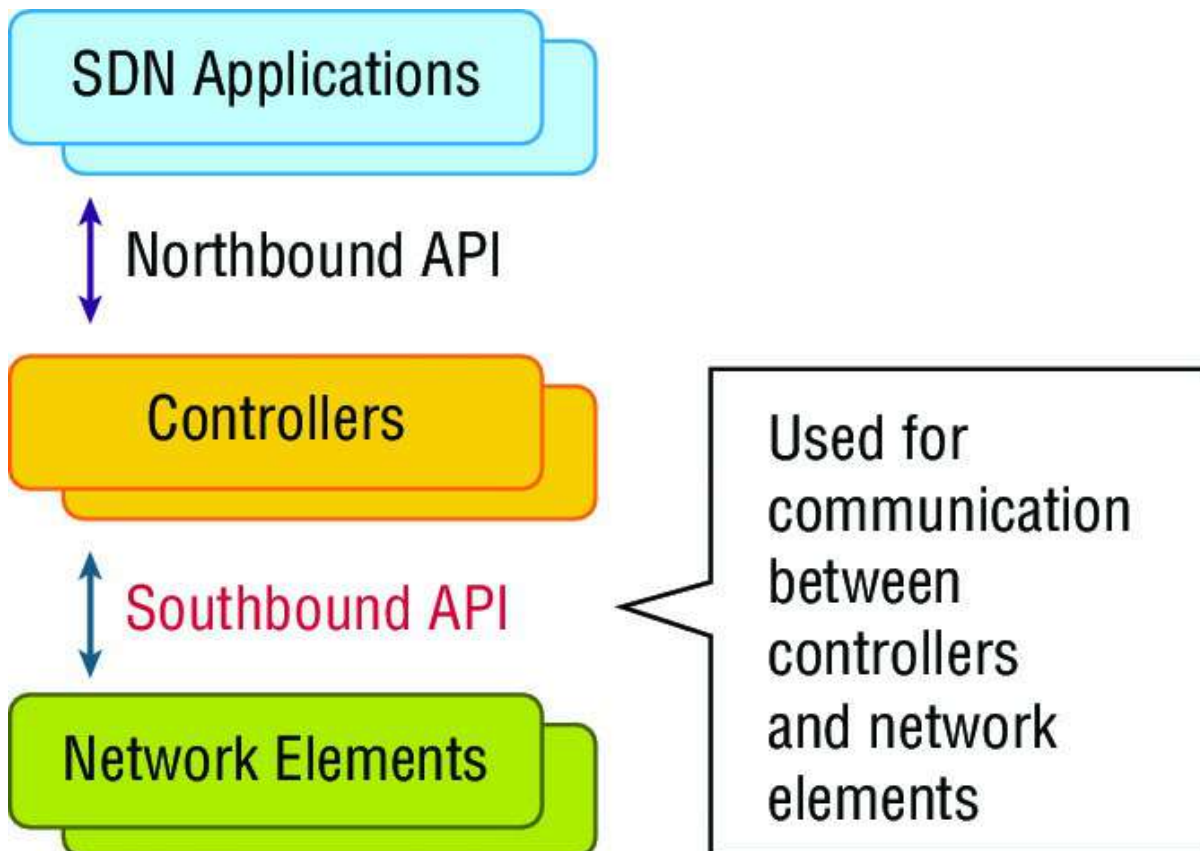 SDN Applications
Northbound API
Controllers
Southbound API
Used for
communication
between
controllers
and network
elements
Network Elements